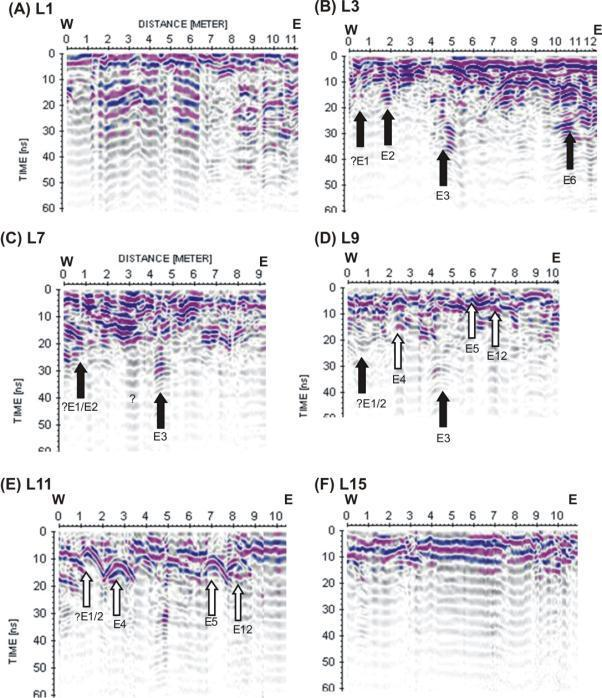 (A) L1
DISTANCE [METER]
W E
0 1 2 3 4 5 6 7 8 9 10 11
TIME [ns]
0
10
20
30
40
50
60
(B) L3
DISTANCE [METER]
W E
0 1 2 3 4 5 6 7 8 9 10 11 12
TIME [ns]
0
10
20
30
40
50
60
?E1
E2
E3
E6
(C) L7
W DISTANCE [METER] E
0 1 2 3 4 5 6 7 8 9
TIME [ns]
0
10
20
30
40
50
60
?E1/E2
?
E3
(D) L9
W E
0 1 2 3 4 5 6 7 8 9 10
TIME [ns]
0
10
20
30
40
50
?E1/2
E4
E3
E5
E12
(E) L11
W E
0 1 2 3 4 5 6 7 8 9 10
TIME [ns]
0
10
20
30
40
50
60
?E1/2
E4
E5
E12
(F) L15
W E
0 1 2 3 4 5 6 7 8 9 10
TIME [ns]
0
10
20
30
40
50
60